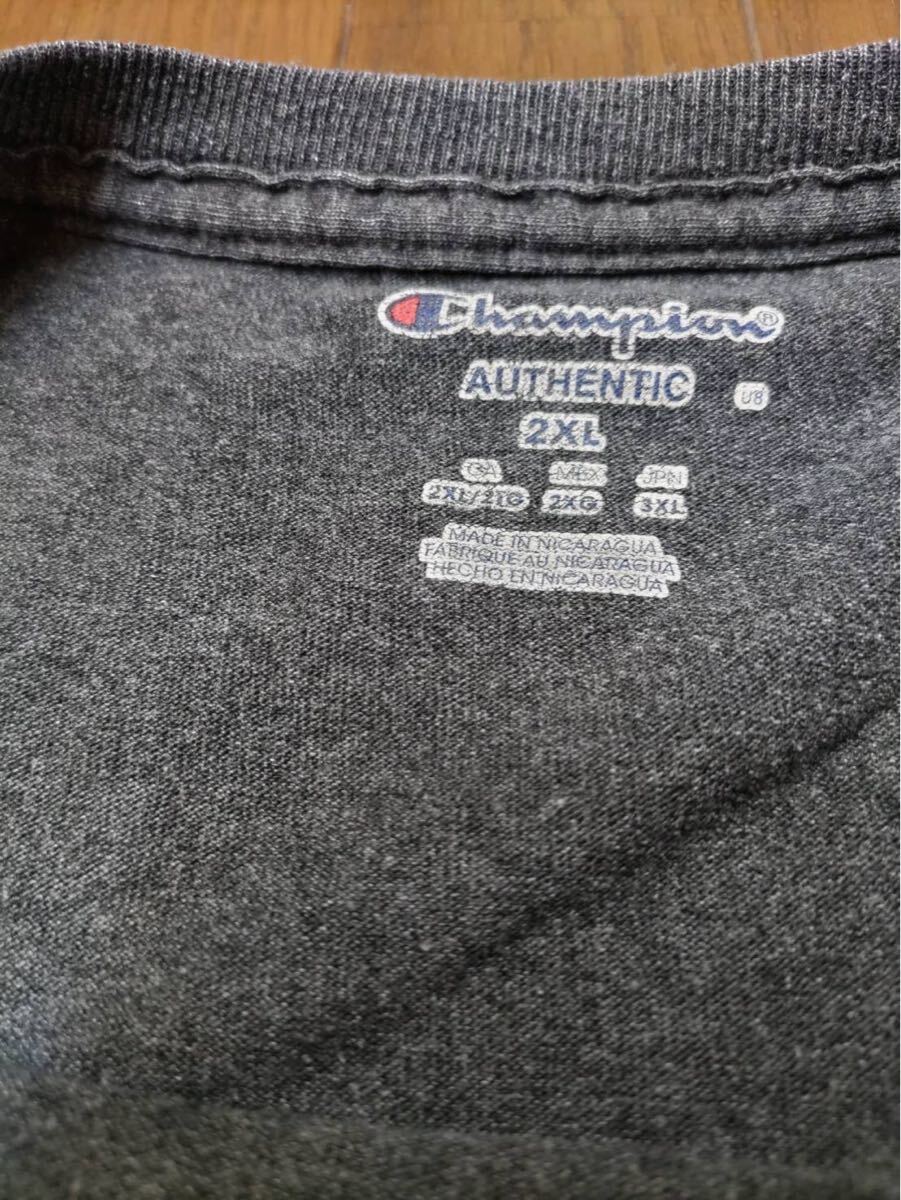 Champion®
AUTHENTIC
U8
2XL
CA MEX JPN
2XL/2TG 2XG 3XL
MADE IN NICARAGUA
FABRIQUE AU NICARAGUA
HECHO EN NICARAGUA